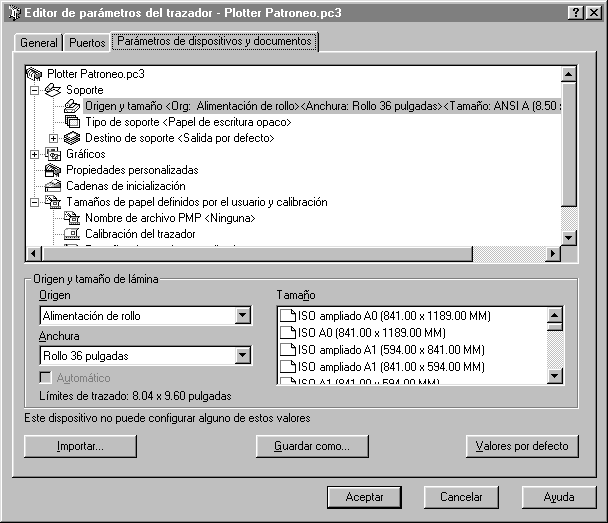 Editor de parámetros del trazador - Plotter Patroneo.pc3
General Puertos Parámetros de dispositivos y documentos
Plotter Patroneo.pc3
Soporte
Origen y tamaño <Org: Alimentación de rollo><Anchura: Rollo 36 pulgadas><Tamaño: ANSI A (8.50
Tipo de soporte <Papel de escritura opaco>
Destino de soporte <Salida por defecto>
Gráficos
Propiedades personalizadas
Cadenas de inicialización
Tamaños de papel definidos por el usuario y calibración
Nombre de archivo PMP <Ninguna>
Calibración del trazador
Origen y tamaño de lámina
Origen
Alimentación de rollo
Anchura
Rollo 36 pulgadas
Automático
Límites de trazado: 8.04 x 9.60 pulgadas
Tamaño
ISO ampliado A0 (841.00 x 1189.00 MM)
ISO A0 (841.00 x 1189.00 MM)
ISO ampliado A1 (594.00 x 841.00 MM)
ISO ampliado A1 (841.00 x 594.00 MM)
ISO A1 (841.00 x 594.00 MM)
Este dispositivo no puede configurar alguno de estos valores
Importar... Guardar como... Valores por defecto
Aceptar Cancelar Ayuda